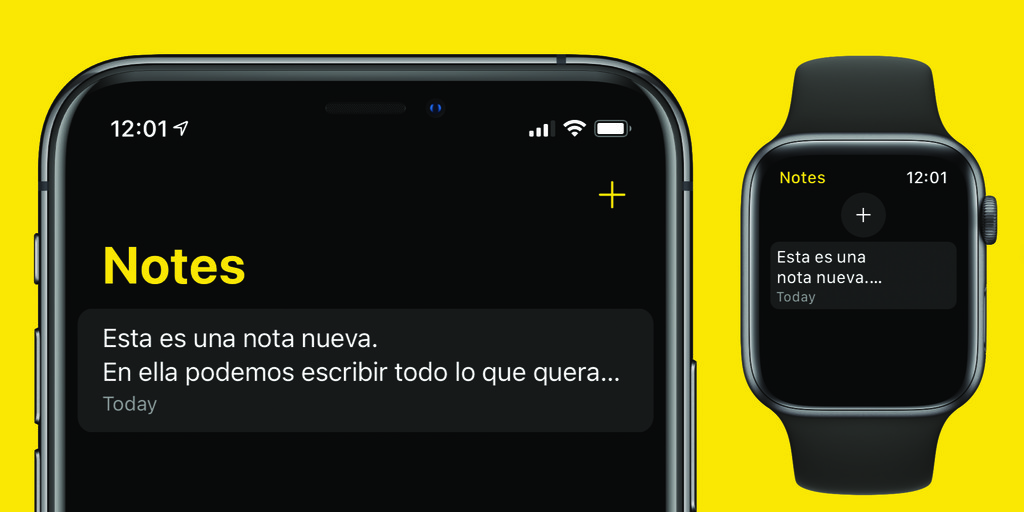 12:01
Notes
Esta es una nota nueva.
En ella podemos escribir todo lo que quera...
Today
Notes 12:01
Esta es una
nota nueva....
Today